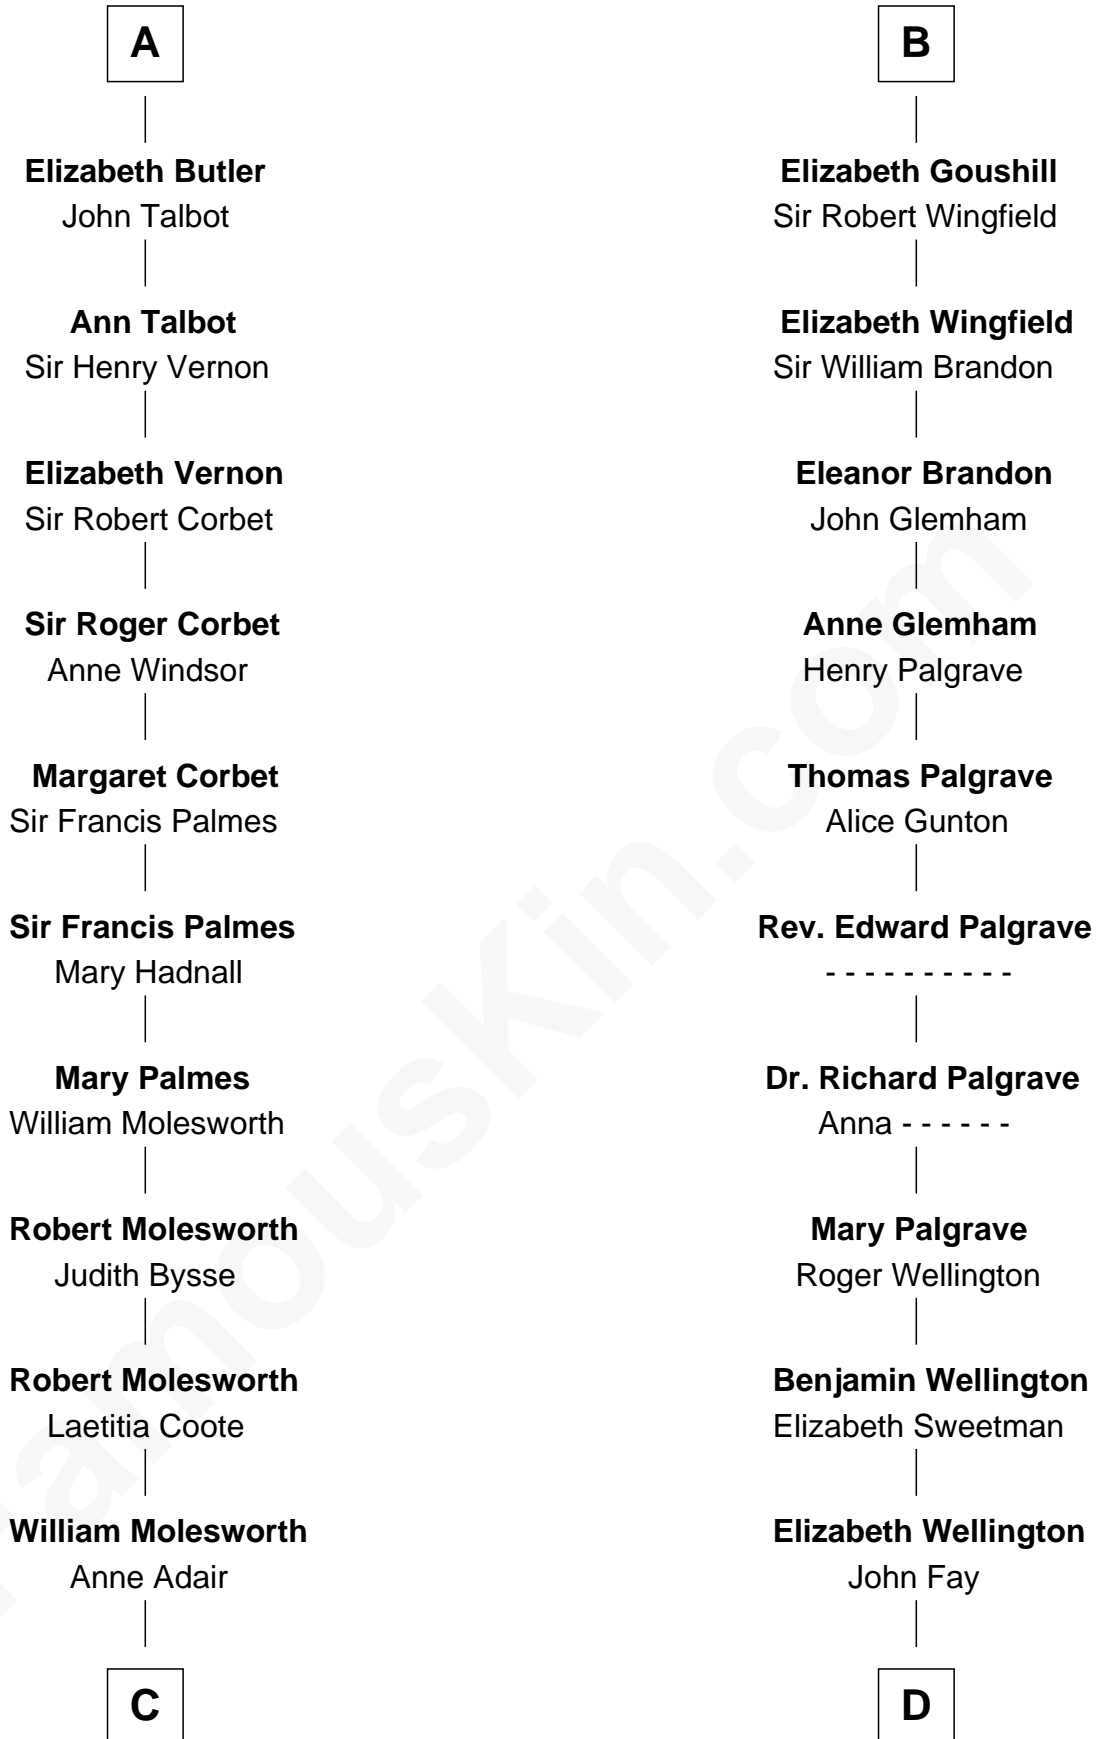 A
Elizabeth Butler
John Talbot
Ann Talbot
Sir Henry Vernon
Elizabeth Vernon
Sir Robert Corbet
Sir Roger Corbet
Anne Windsor
Margaret Corbet
Sir Francis Palmes
Sir Francis Palmes
Mary Hadnall
Mary Palmes
William Molesworth
Robert Molesworth
Judith Bysse
Robert Molesworth
Laetitia Coote
William Molesworth
Anne Adair
C
B
Elizabeth Goushill
Sir Robert Wingfield
Elizabeth Wingfield
Sir William Brandon
Eleanor Brandon
John Glemham
Anne Glemham
Henry Palgrave
Thomas Palgrave
Alice Gunton
Rev. Edward Palgrave
- - - - - - - - - -
Dr. Richard Palgrave
Anna - - - - - -
Mary Palgrave
Roger Wellington
Benjamin Wellington
Elizabeth Sweetman
Elizabeth Wellington
John Fay
D
FamousKin.com